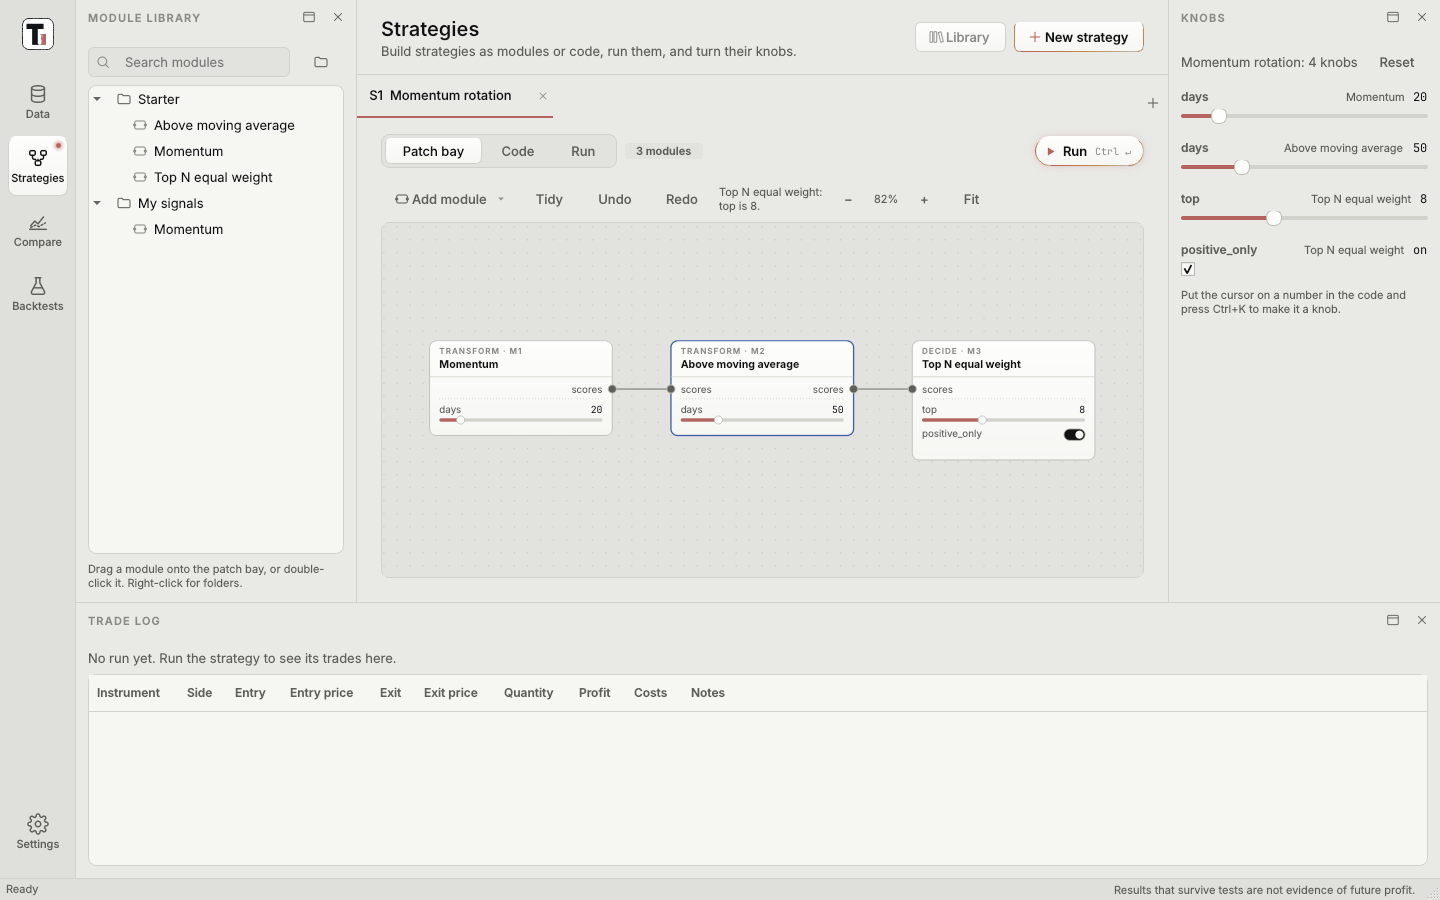 MODULE LIBRARY
Search modules
Starter
Above moving average
Momentum
Top N equal weight
My signals
Momentum
Drag a module onto the patch bay, or double-
click it. Right-click for folders.
Data
Strategies
Compare
Backtests
Settings
Strategies
Build strategies as modules or code, run them, and turn their knobs.
Library
New strategy
S1 Momentum rotation
Patch bay
Code
Run
3 modules
Run Ctrl ↵
Add module
Tidy
Undo
Redo
Top N equal weight:
top is 8.
− 82% +
Fit
TRANSFORM · M1
Momentum
scores
days 20
TRANSFORM · M2
Above moving average
scores scores
days 50
DECIDE · M3
Top N equal weight
scores
top 8
positive_only
KNOBS
Momentum rotation: 4 knobs Reset
days Momentum 20
days Above moving average 50
top Top N equal weight 8
positive_only Top N equal weight on
Put the cursor on a number in the code and
press Ctrl+K to make it a knob.
TRADE LOG
No run yet. Run the strategy to see its trades here.
Instrument Side Entry Entry price Exit Exit price Quantity Profit Costs Notes
Ready
Results that survive tests are not evidence of future profit.